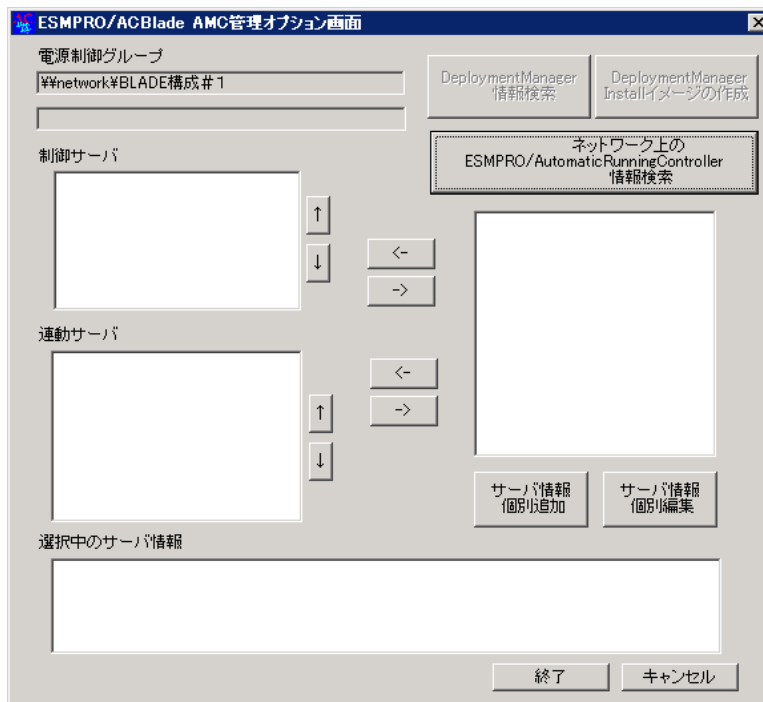 ESMPRO/ACBlade AMC管理オプション画面
電源制御グループ
¥¥network¥BLADE構成#1
DeploymentManager
情報検索
DeploymentManager
Installイメージの作成
ネットワーク上の
ESMPRO/AutomaticRunningController
情報検索
制御サーバ
↑
↓
<-
->
連動サーバ
<-
->
↑
↓
サーバ情報
個別追加
サーバ情報
個別編集
選択中のサーバ情報
終了
キャンセル